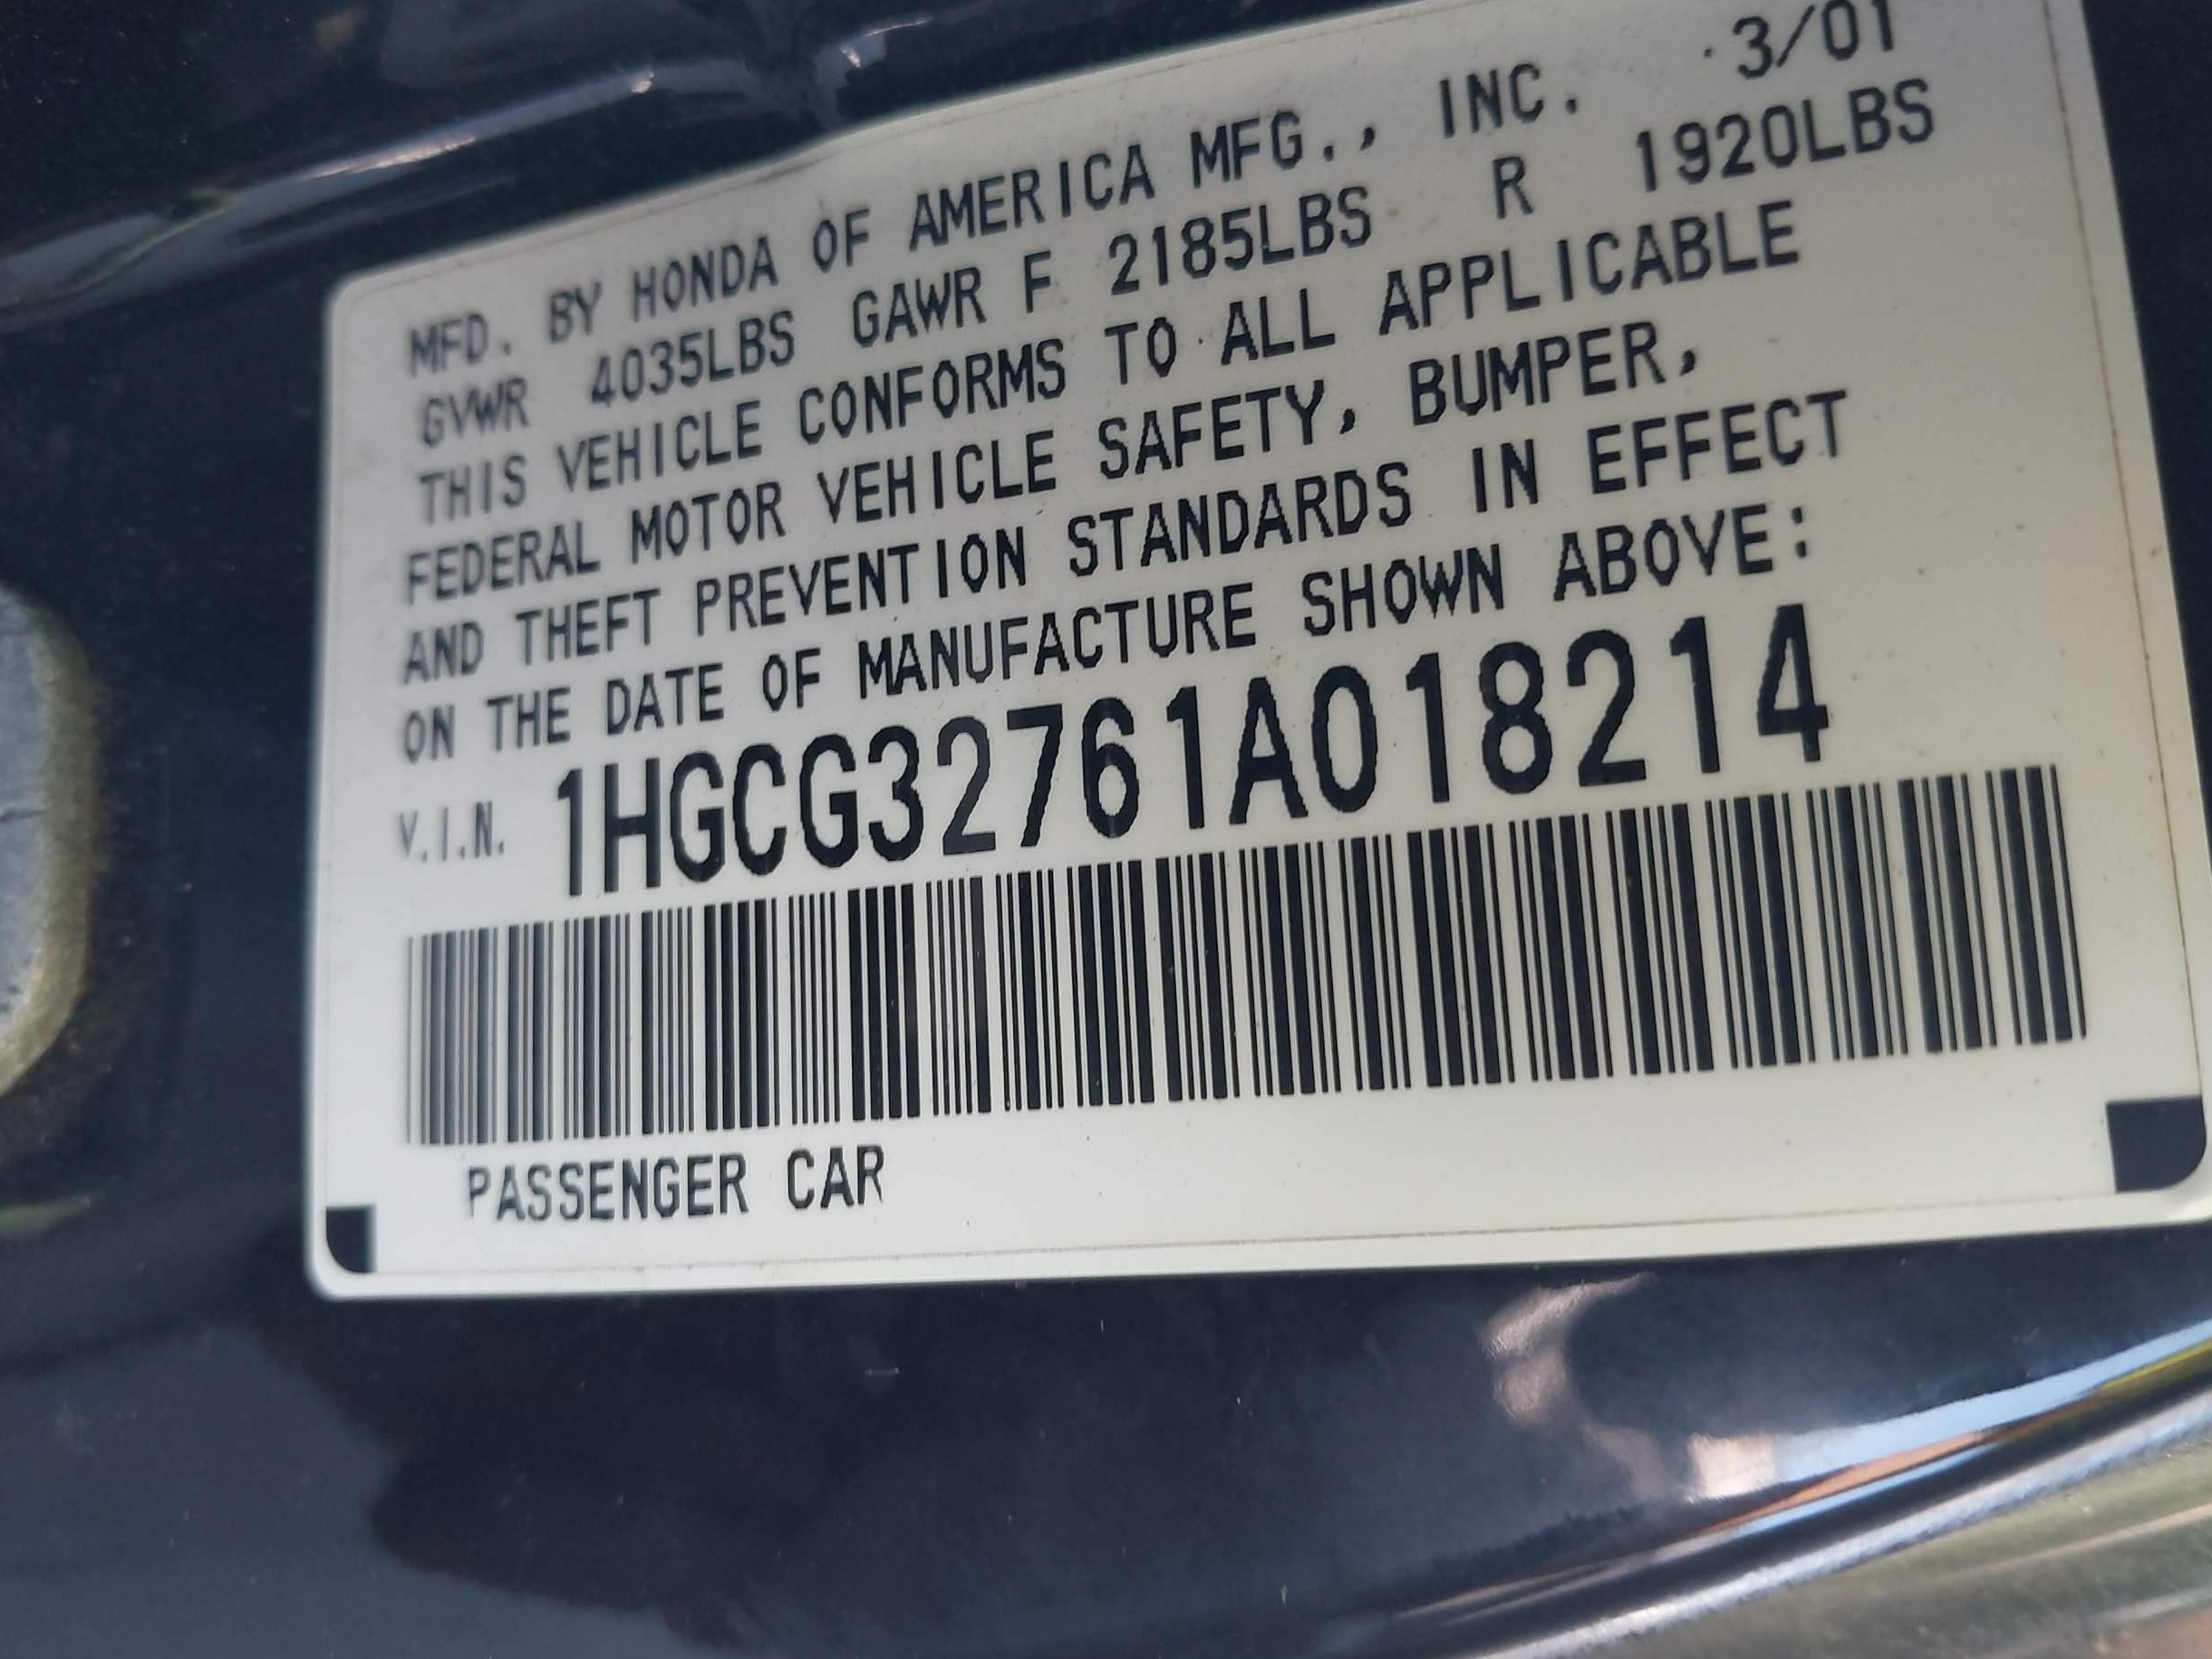 MFD. BY HONDA OF AMERICA MFG., INC. 3/01
GVWR 4035LBS GAWR F 2185LBS R 1920LBS
THIS VEHICLE CONFORMS TO ALL APPLICABLE
FEDERAL MOTOR VEHICLE SAFETY, BUMPER,
AND THEFT PREVENTION STANDARDS IN EFFECT
ON THE DATE OF MANUFACTURE SHOWN ABOVE:
V.I.N. 1HGCG32761A018214
PASSENGER CAR